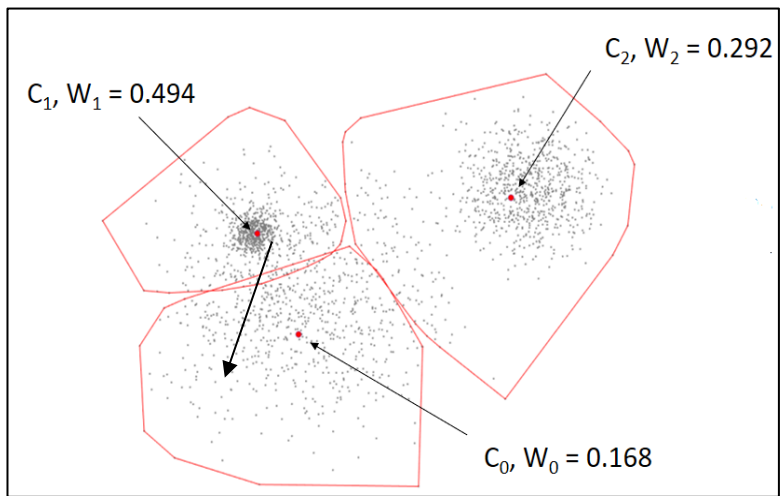 C₂, W₂ = 0.292
C₁, W₁ = 0.494
C₀, W₀ = 0.168